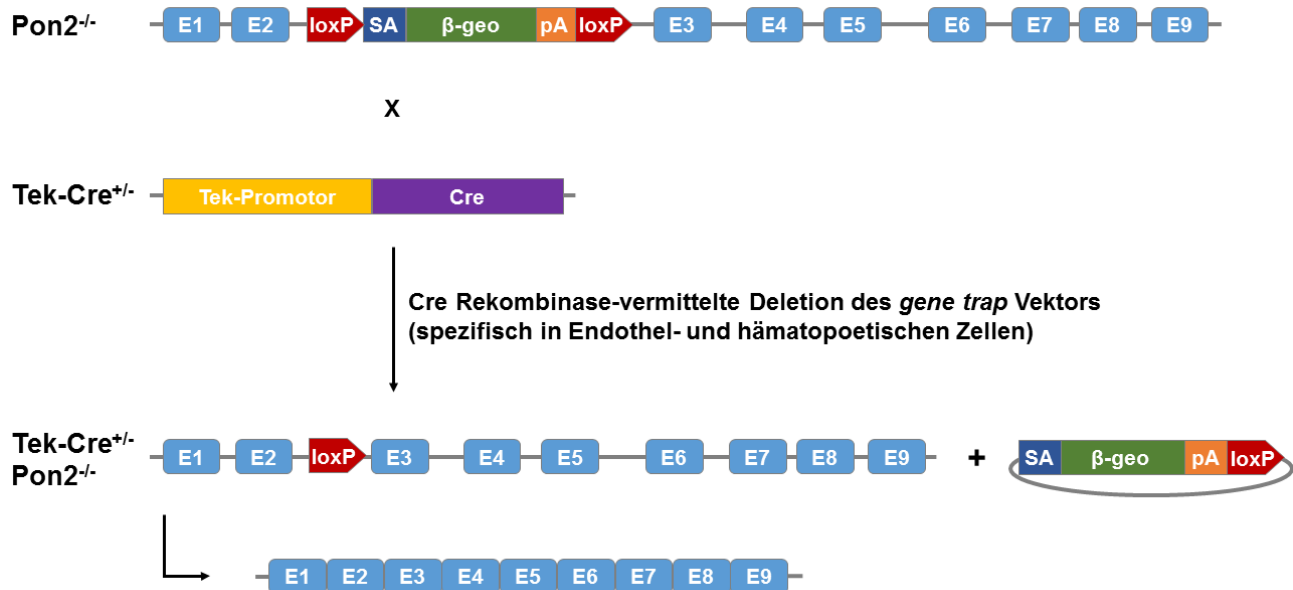 Pon2-/- E1 E2 loxP SA β-geo pA loxP E3 E4 E5 E6 E7 E8 E9
X
Tek-Cre+/- Tek-Promotor Cre
Cre Rekombinase-vermittelte Deletion des gene trap Vektors
(spezifisch in Endothel- und hämatopoetischen Zellen)
Tek-Cre+/-
Pon2-/-
E1 E2 loxP E3 E4 E5 E6 E7 E8 E9 + SA β-geo pA loxP
E1 E2 E3 E4 E5 E6 E7 E8 E9